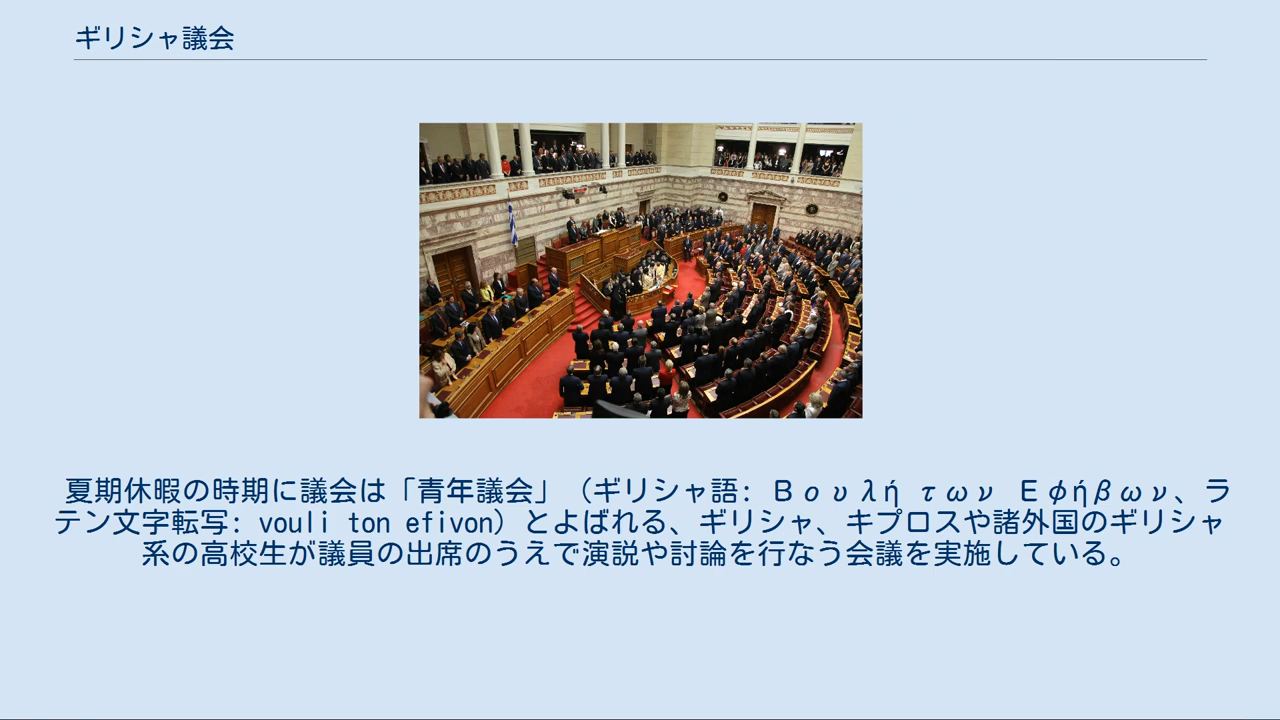 ギリシャ議会
夏期休暇の時期に議会は「青年議会」（ギリシャ語: Βουλή των Εφήβων、ラ
テン文字転写: vouli ton efivon）とよばれる、ギリシャ、キプロスや諸外国のギリシャ
系の高校生が議員の出席のうえで演説や討論を行なう会議を実施している。